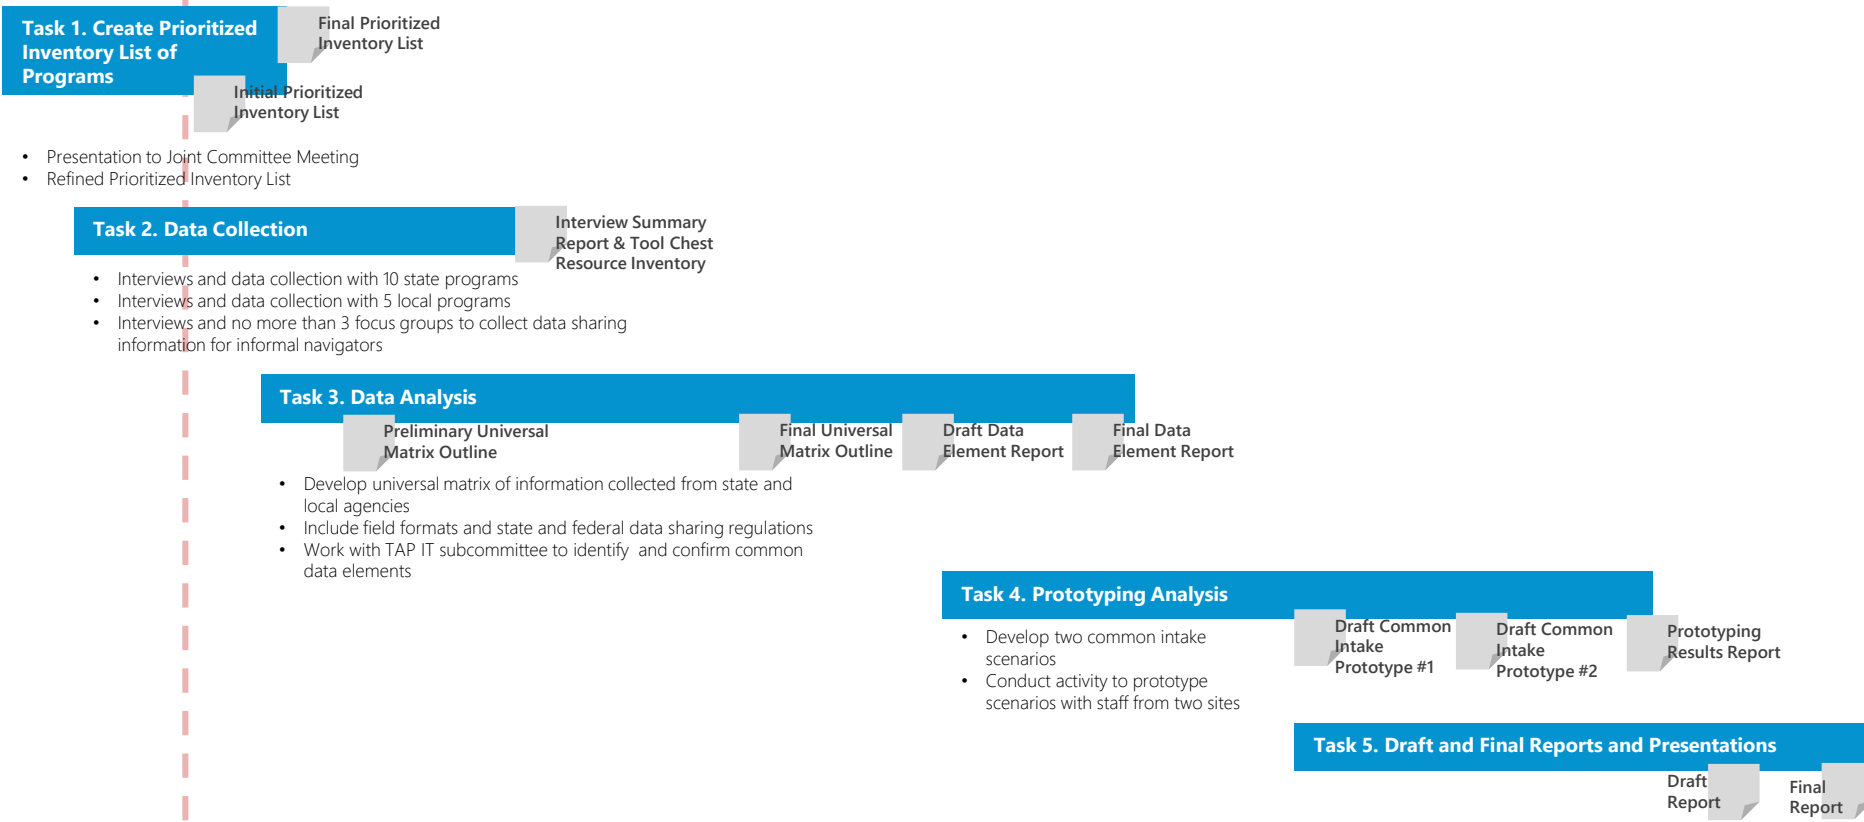 Task 1. Create Prioritized
Inventory List of
Programs
Final Prioritized
Inventory List
Initial Prioritized
Inventory List
• Presentation to Joint Committee Meeting
• Refined Prioritized Inventory List
Task 2. Data Collection
Interview Summary
Report & Tool Chest
Resource Inventory
• Interviews and data collection with 10 state programs
• Interviews and data collection with 5 local programs
• Interviews and no more than 3 focus groups to collect data sharing
information for informal navigators
Task 3. Data Analysis
Preliminary Universal
Matrix Outline
Final Universal
Matrix Outline
Draft Data
Element Report
Final Data
Element Report
• Develop universal matrix of information collected from state and
local agencies
• Include field formats and state and federal data sharing regulations
• Work with TAP IT subcommittee to identify  and confirm common
data elements
Task 4. Prototyping Analysis
• Develop two common intake
scenarios
• Conduct activity to prototype
scenarios with staff from two sites
Draft Common
Intake
Prototype #1
Draft Common
Intake
Prototype #2
Prototyping
Results Report
Task 5. Draft and Final Reports and Presentations
Draft
Report
Final
Report